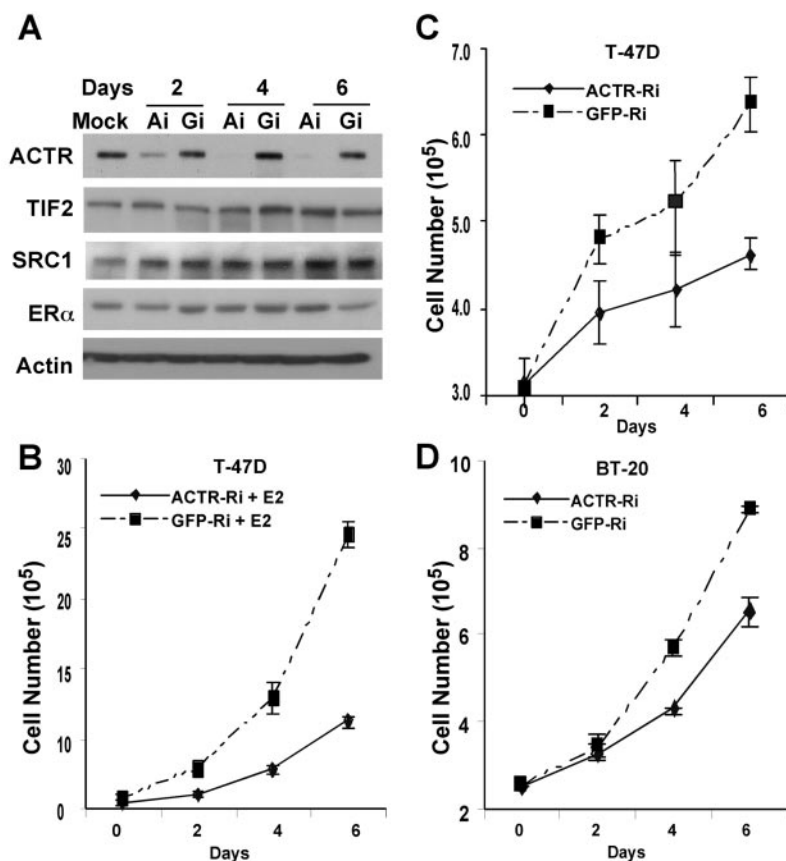 A
Days 2 4 6
Mock Ai Gi Ai Gi Ai Gi
ACTR
TIF2
SRC1
ERα
Actin
B
T-47D
ACTR-Ri + E2
GFP-Ri + E2
Cell Number (10⁵)
30
25
20
15
10
5
0
0 2 4 6
Days
C
T-47D
ACTR-Ri
GFP-Ri
Cell Number (10⁵)
7.0
6.0
5.0
4.0
3.0
0 2 4 6
Days
D
BT-20
ACTR-Ri
GFP-Ri
Cell Number (10⁵)
10
8
6
4
2
0 2 4 6
Days